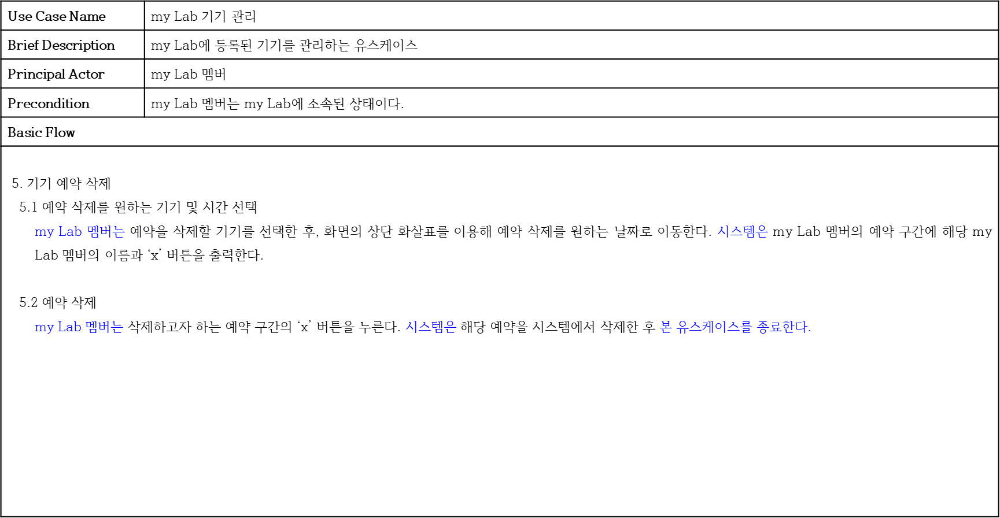 Use Case Name my Lab 기기 관리
Brief Description my Lab에 등록된 기기를 관리하는 유스케이스
Principal Actor my Lab 멤버
Precondition my Lab 멤버는 my Lab에 소속된 상태이다.
Basic Flow
5. 기기 예약 삭제
5.1 예약 삭제를 원하는 기기 및 시간 선택
my Lab 멤버는 예약을 삭제할 기기를 선택한 후, 화면의 상단 화살표를 이용해 예약 삭제를 원하는 날짜로 이동한다. 시스템은 my Lab 멤버의 예약 구간에 해당 my
Lab 멤버의 이름과 ‘x’ 버튼을 출력한다.
5.2 예약 삭제
my Lab 멤버는 삭제하고자 하는 예약 구간의 ‘x’ 버튼을 누른다. 시스템은 해당 예약을 시스템에서 삭제한 후 본 유스케이스를 종료한다.